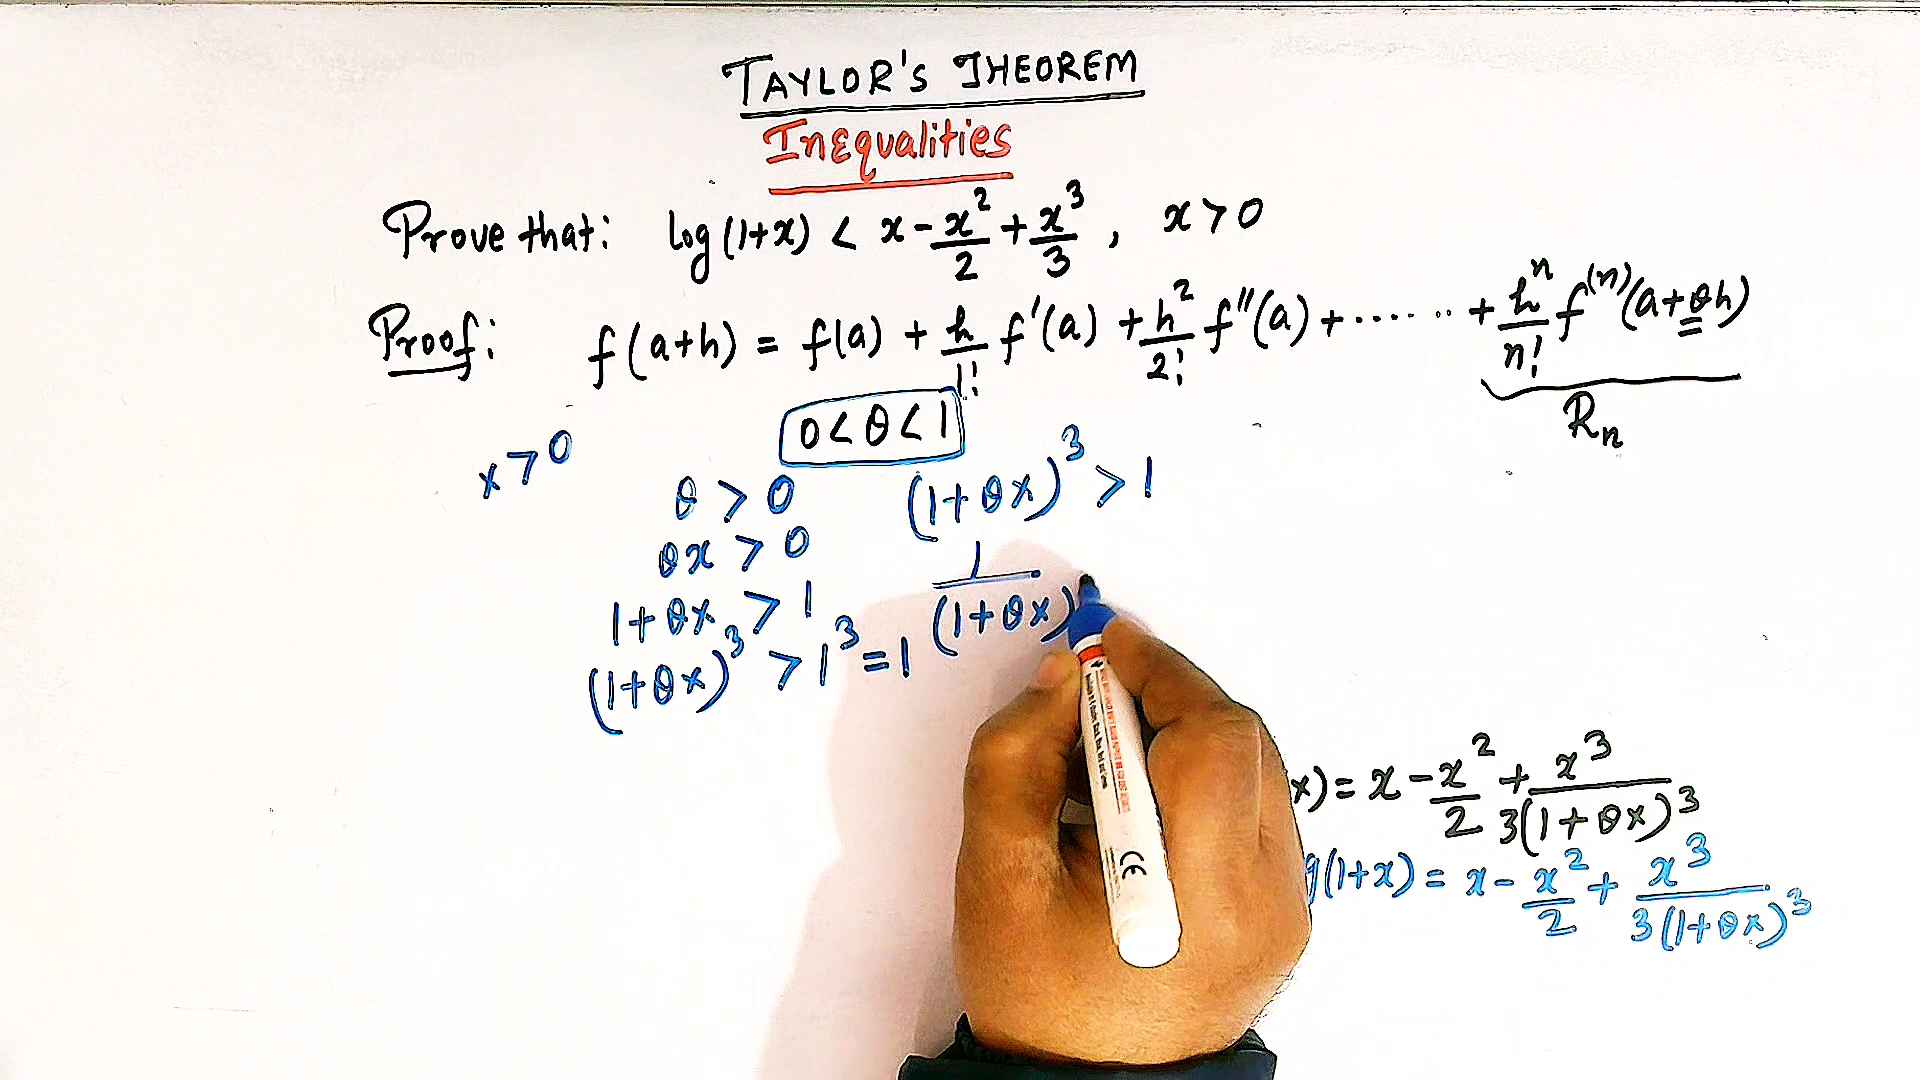 TAYLOR'S THEOREM
Inequalities
Prove that: log(1+x) < x - x²/2 + x³/3 , x > 0
Proof: f(a+h) = f(a) + h/1! f'(a) + h²/2! f''(a) + ······ + hⁿ/n! f⁽ⁿ⁾(a+θh)
Rₙ
0 < θ < 1
x > 0
θ > 0
θx > 0
1+θx > 1
(1+θx)³ > 1³ = 1
(1+θx)³ > 1
1/(1+θx)
x) = x - x²/2 + x³/3(1+θx)³
g(1+x) = x - x²/2 + x³/3(1+θx)³
CE